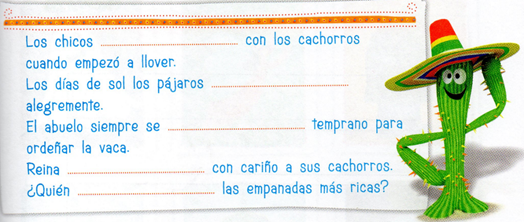 Los chicos ........................................ con los cachorros
cuando empezó a llover.
Los días de sol los pájaros ........................................
alegremente.
El abuelo siempre se ........................................ temprano para
ordeñar la vaca.
Reina ........................................ con cariño a sus cachorros.
¿Quién ........................................ las empanadas más ricas?